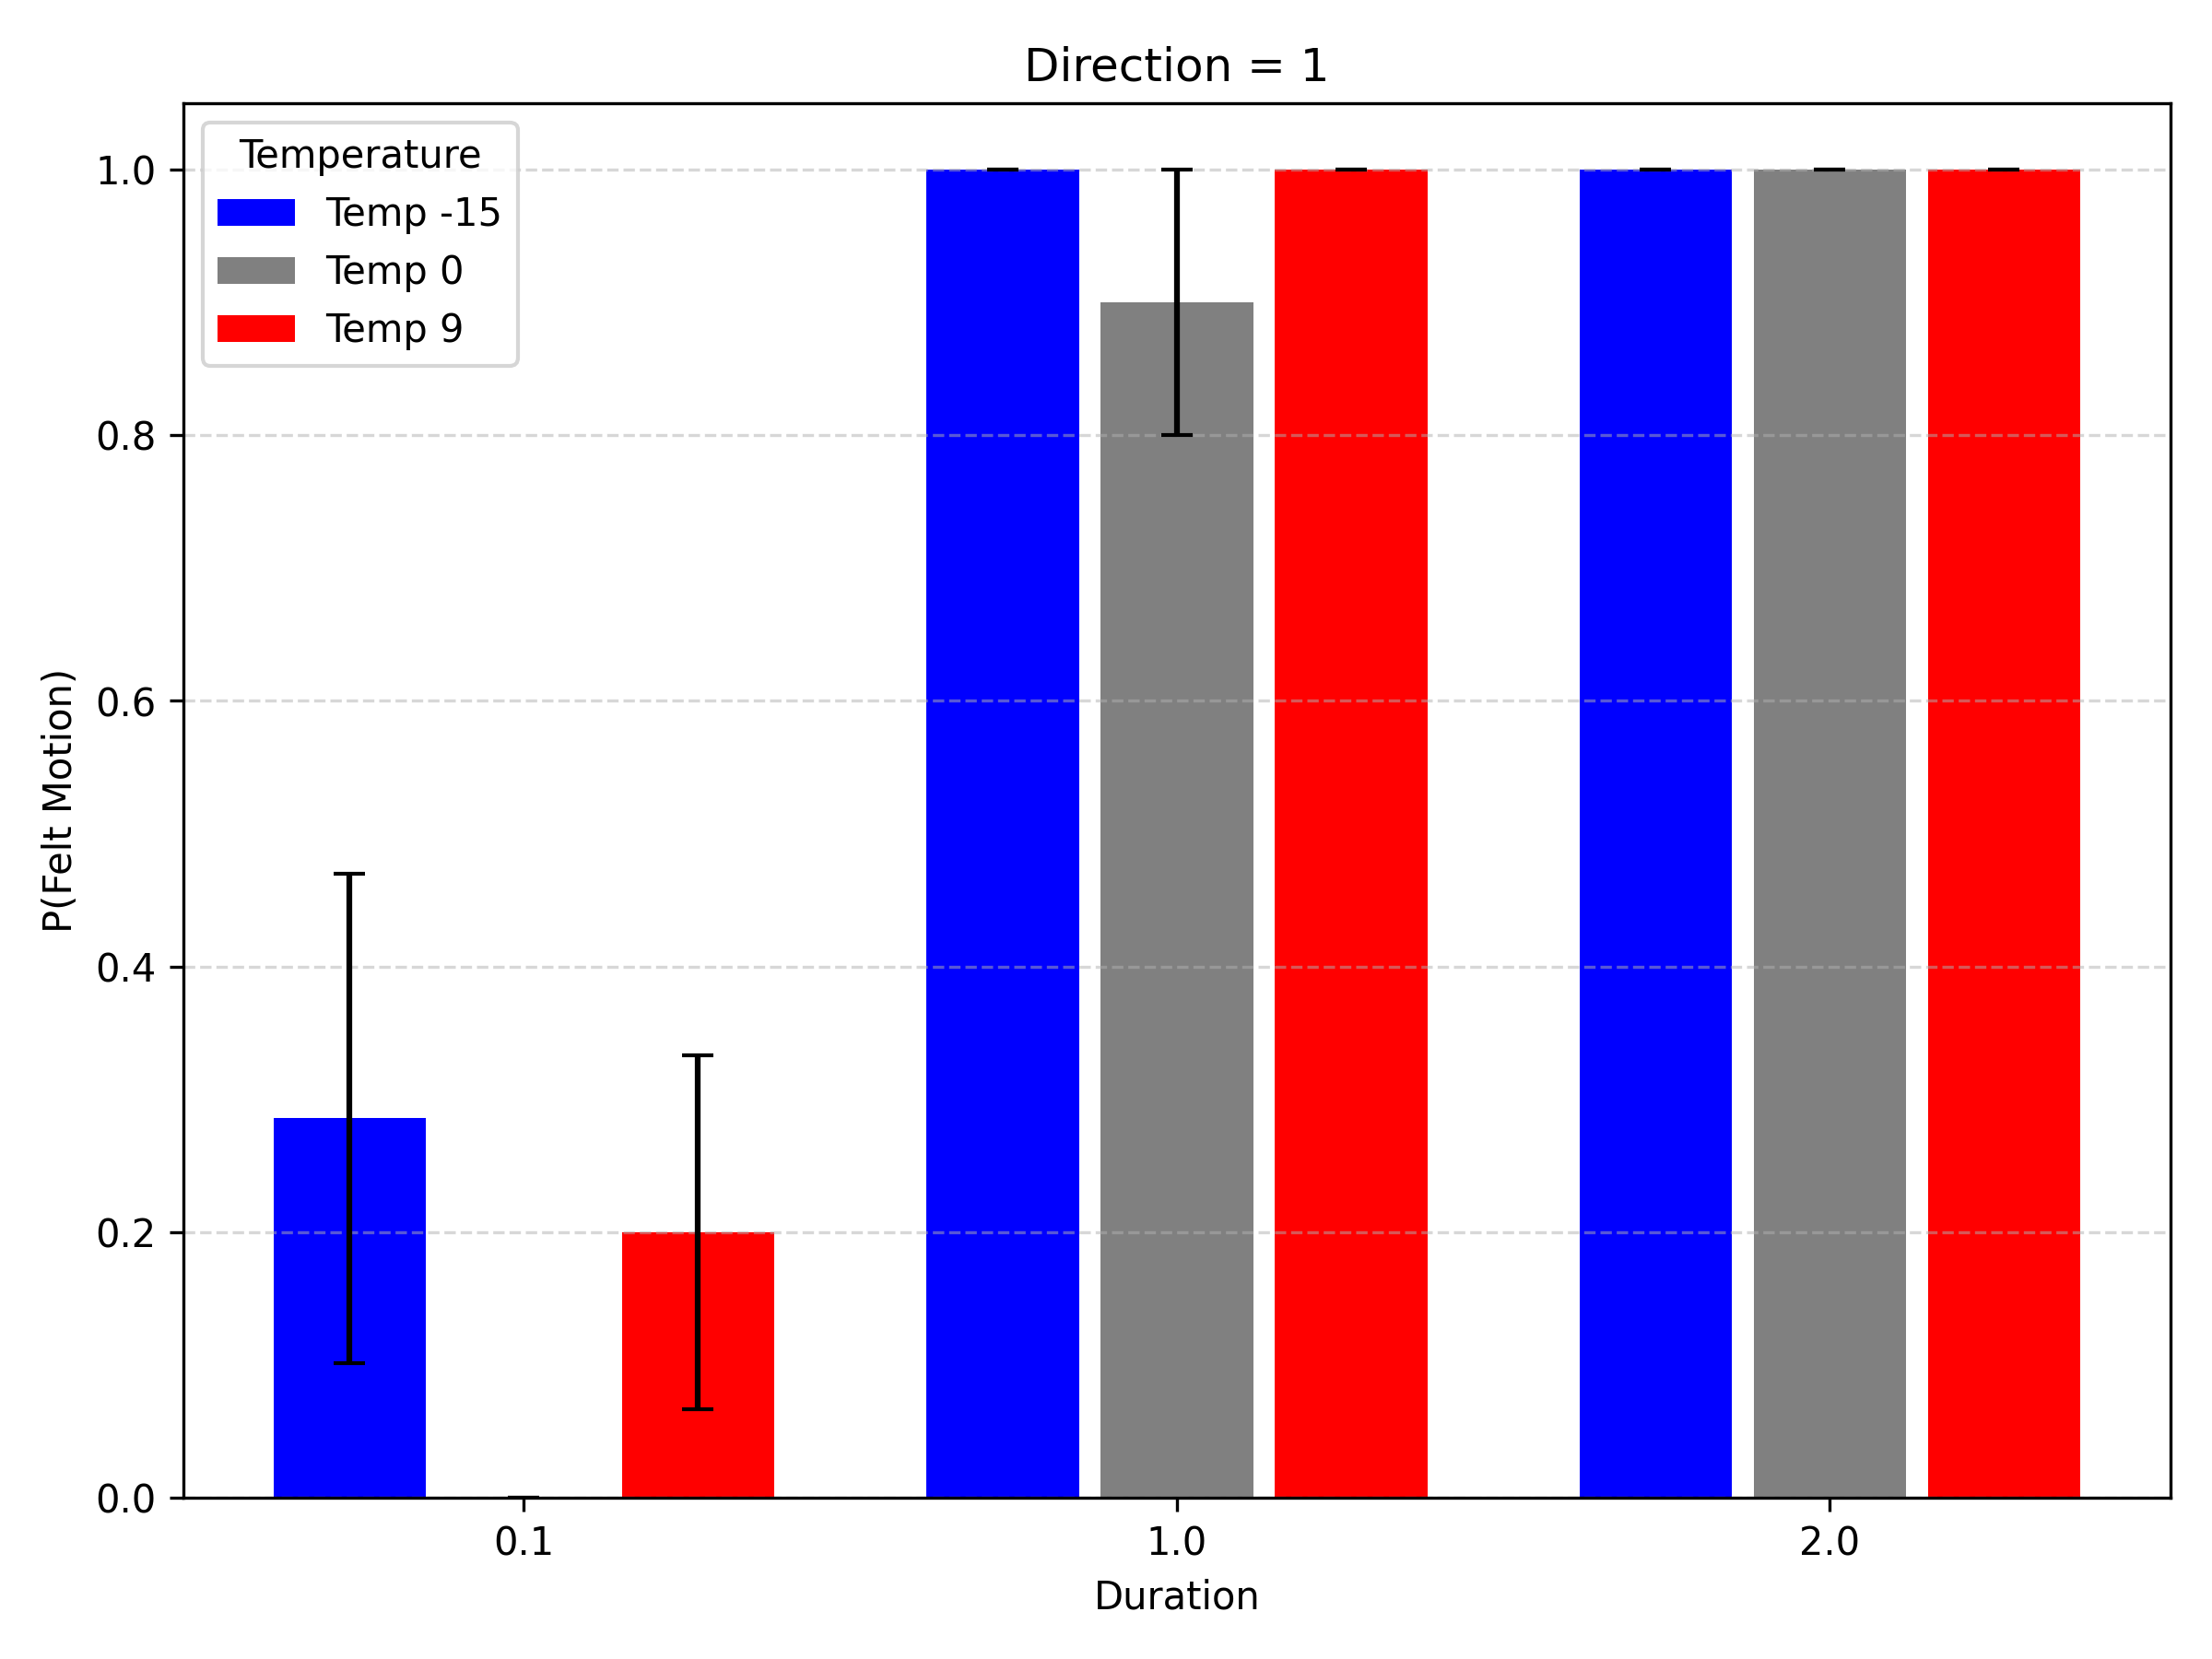 Direction = 1
Temperature
Temp -15
Temp 0
Temp 9
1.0
0.8
0.6
0.4
0.2
0.0
P(Felt Motion)
0.1 1.0 2.0
Duration